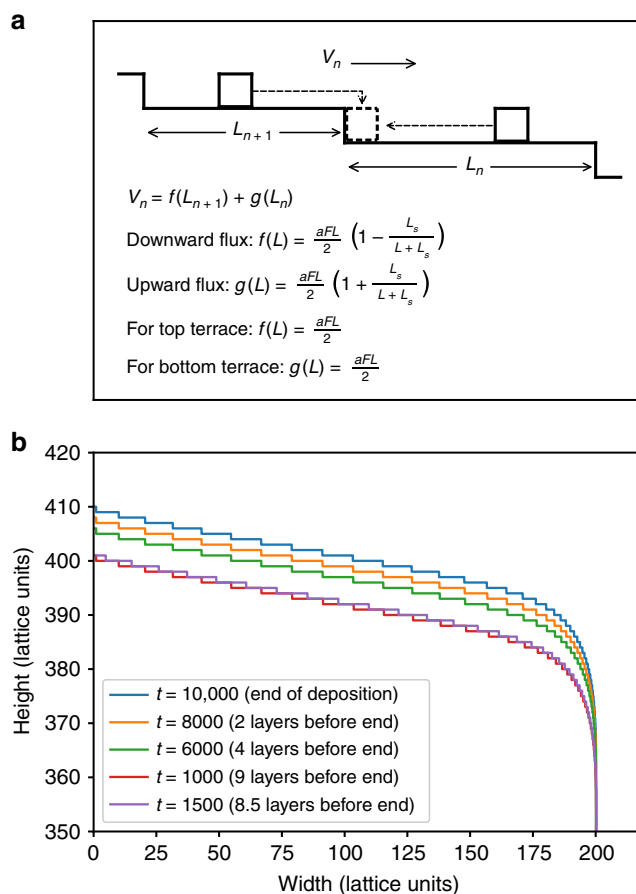 a
V_n
L_{n+1}
L_n
V_n = f(L_{n+1}) + g(L_n)
Downward flux: f(L) = aFL/2 (1 − L_s/(L + L_s))
Upward flux: g(L) = aFL/2 (1 + L_s/(L + L_s))
For top terrace: f(L) = aFL/2
For bottom terrace: g(L) = aFL/2
b
420
410
400
390
380
370
360
350
Height (lattice units)
t = 10,000 (end of deposition)
t = 8000 (2 layers before end)
t = 6000 (4 layers before end)
t = 1000 (9 layers before end)
t = 1500 (8.5 layers before end)
0 25 50 75 100 125 150 175 200
Width (lattice units)